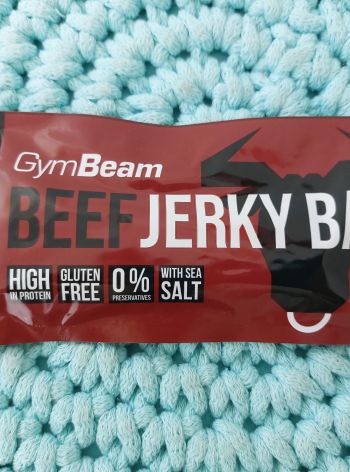 GymBeam
BEEF JERKY BA
HIGH
IN PROTEIN
GLUTEN
FREE
0%
PRESERVATIVES
WITH SEA
SALT